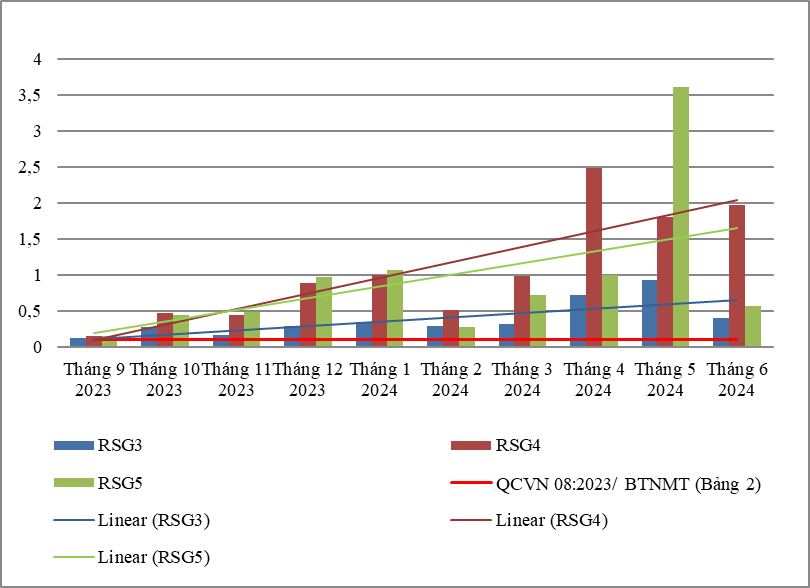 4
3,5
3
2,5
2
1,5
1
0,5
0
Tháng 9 Tháng 10 Tháng 11 Tháng 12 Tháng 1 Tháng 2 Tháng 3 Tháng 4 Tháng 5 Tháng 6
2023 2023 2023 2023 2024 2024 2024 2024 2024 2024
RSG3 RSG4
RSG5 QCVN 08:2023/ BTNMT (Bảng 2)
Linear (RSG3) Linear (RSG4)
Linear (RSG5)